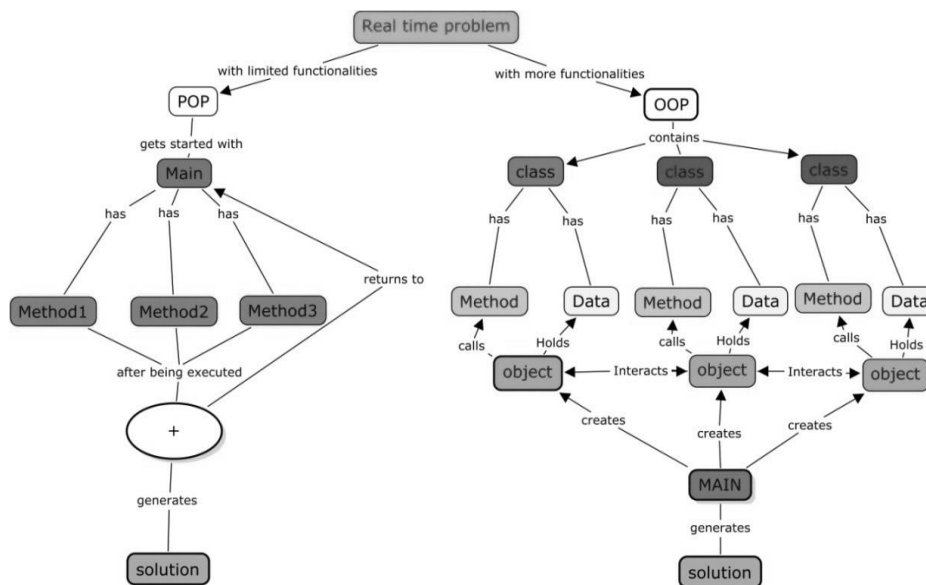 Real time problem
with limited functionalities
with more functionalities
POP
OOP
gets started with
contains
Main
class
class
class
has
has
has
has
has
has
has
has
has
returns to
Method1
Method2
Method3
Method
Data
Method
Data
Method
Data
calls
Holds
calls
Holds
calls
Holds
after being executed
object
Interacts
object
Interacts
object
+
creates
creates
creates
generates
MAIN
generates
solution
solution